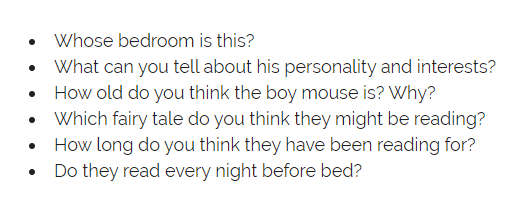 • Whose bedroom is this?
• What can you tell about his personality and interests?
• How old do you think the boy mouse is? Why?
• Which fairy tale do you think they might be reading?
• How long do you think they have been reading for?
• Do they read every night before bed?